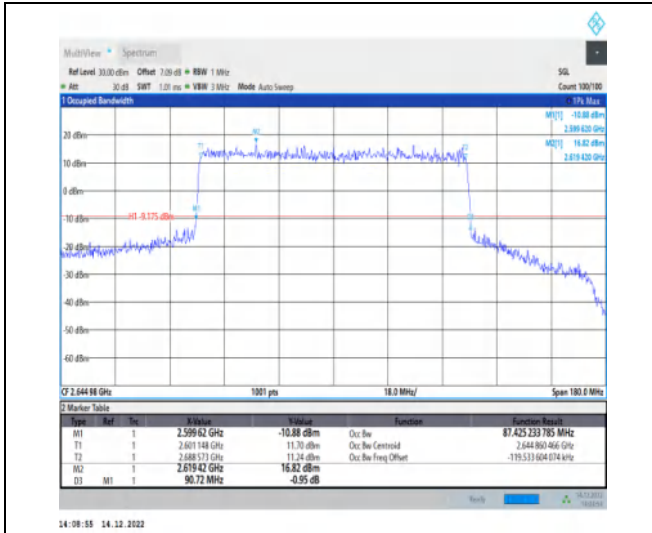 MultiView Spectrum
Ref Level 30.00 dBm Offset 7.09 dB RBW 1 MHz SGL
Att 30 dB SWT 1.01 ms VBW 3 MHz Mode Auto Sweep Count 100/100
1 Occupied Bandwidth 1Pk Max
M1[1] -10.88 dBm
2.599 620 GHz
M2[1] 16.82 dBm
2.619 420 GHz
20 dBm
M2
T1
10 dBm
0 dBm
M1
-10 dBm
H1 -9.175 dBm
-20 dBm
-30 dBm
-40 dBm
-50 dBm
-60 dBm
CF 2.644 98 GHz 1001 pts 18.0 MHz/ Span 180.0 MHz
2 Marker Table
Type Ref Trc X-Value Y-Value Function Function Result
M1 1 2.599 62 GHz -10.88 dBm Occ Bw 87.425 233 785 MHz
T1 1 2.601 148 GHz 11.70 dBm Occ Bw Centroid 2.644 860 466 GHz
T2 1 2.688 573 GHz 11.24 dBm Occ Bw Freq Offset -119.533 604 074 kHz
M2 1 2.619 42 GHz 16.82 dBm
D3 M1 1 90.72 MHz -0.95 dB
Ready 14.12.2022
14:08:55 14.12.2022